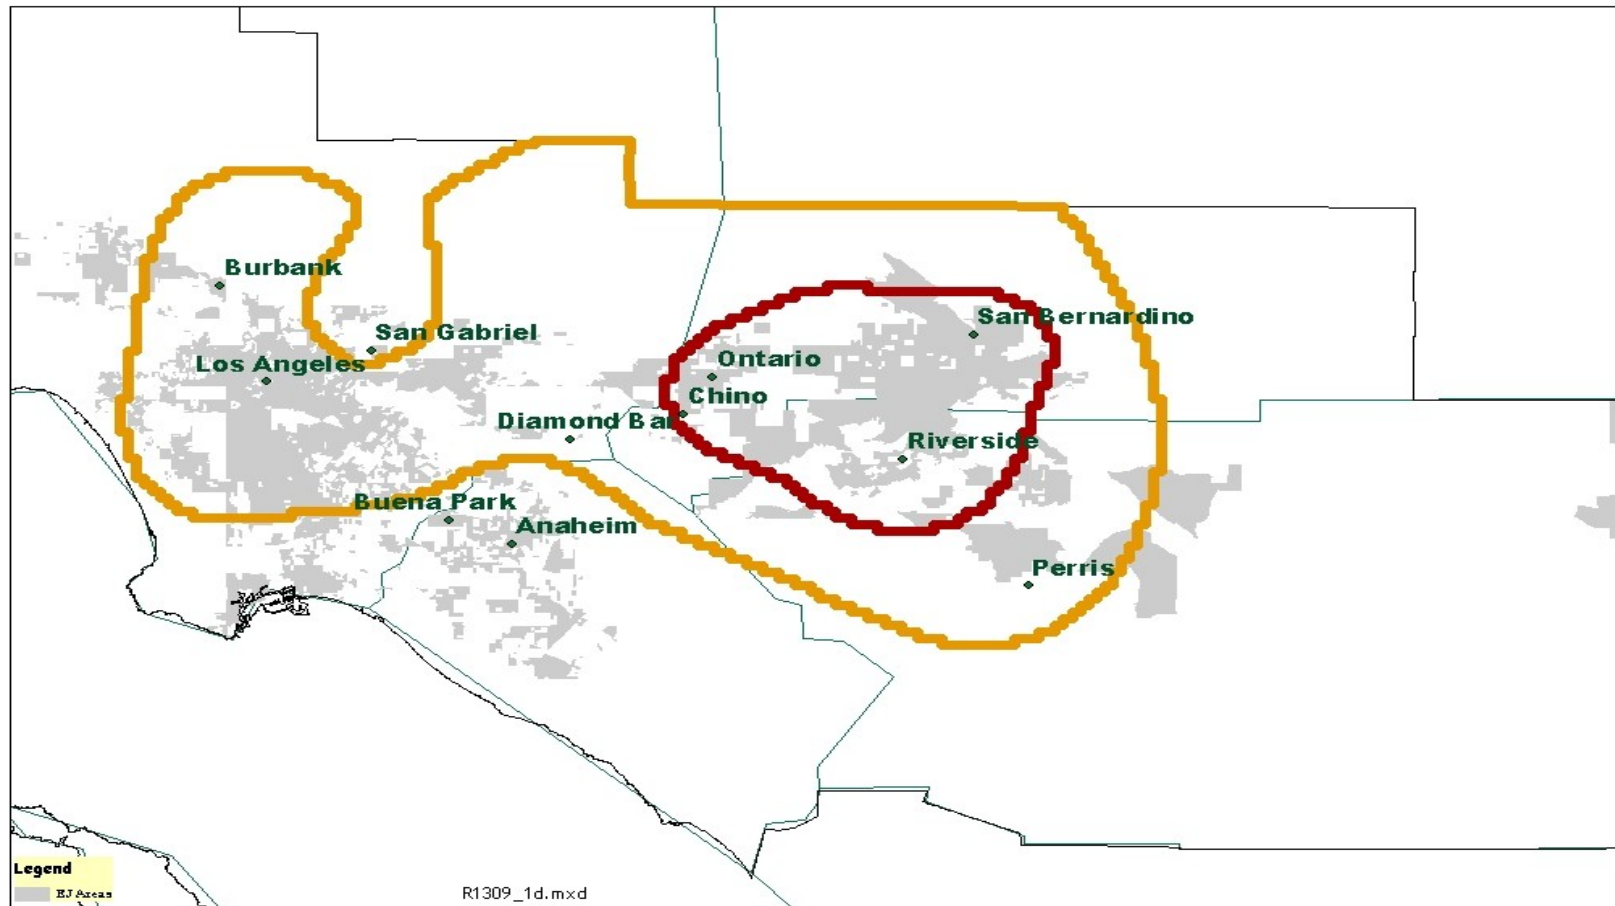 Burbank
San Gabriel
Los Angeles
San Bernardino
Ontario
Chino
Diamond Bar
Riverside
Buena Park
Anaheim
Perris
Legend
EJ Areas
R1309_1d.mxd